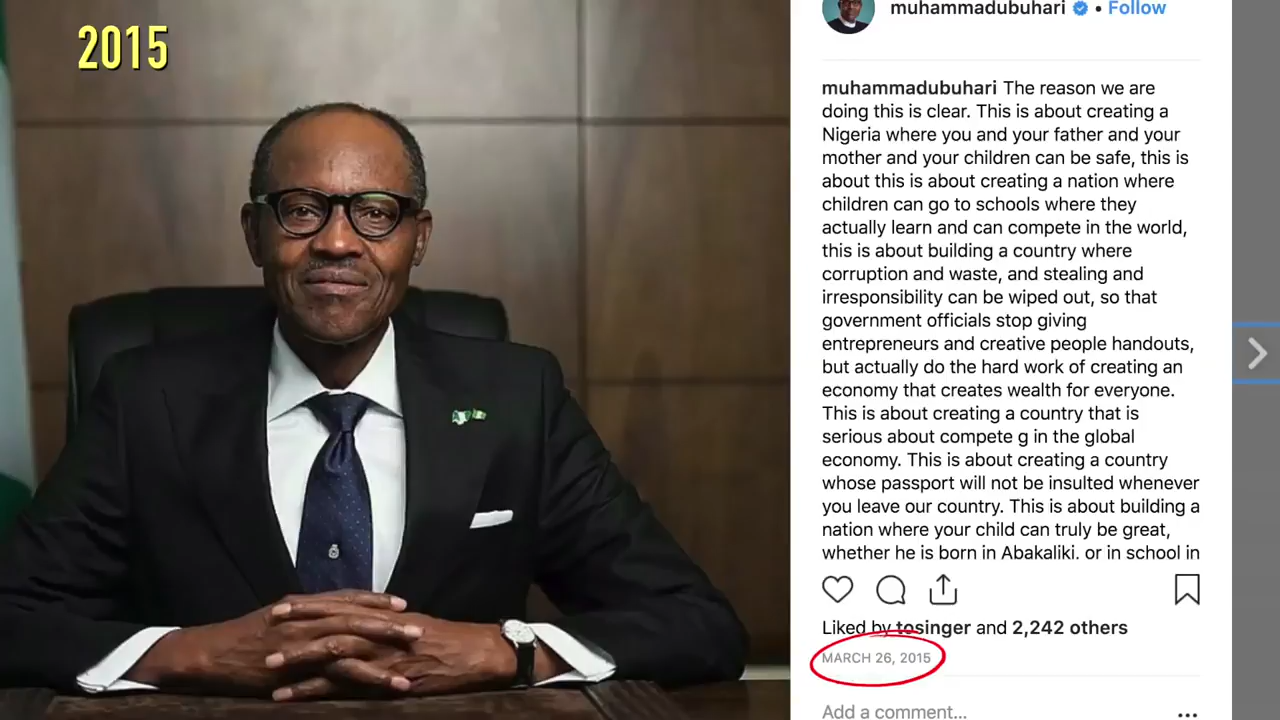 2015
muhammadubuhari • Follow
muhammadubuhari The reason we are
doing this is clear. This is about creating a
Nigeria where you and your father and your
mother and your children can be safe, this is
about this is about creating a nation where
children can go to schools where they
actually learn and can compete in the world,
this is about building a country where
corruption and waste, and stealing and
irresponsibility can be wiped out, so that
government officials stop giving
entrepreneurs and creative people handouts,
but actually do the hard work of creating an
economy that creates wealth for everyone.
This is about creating a country that is
serious about compete g in the global
economy. This is about creating a country
whose passport will not be insulted whenever
you leave our country. This is about building a
nation where your child can truly be great,
whether he is born in Abakaliki. or in school in
Liked by tosinger and 2,242 others
MARCH 26, 2015
Add a comment...